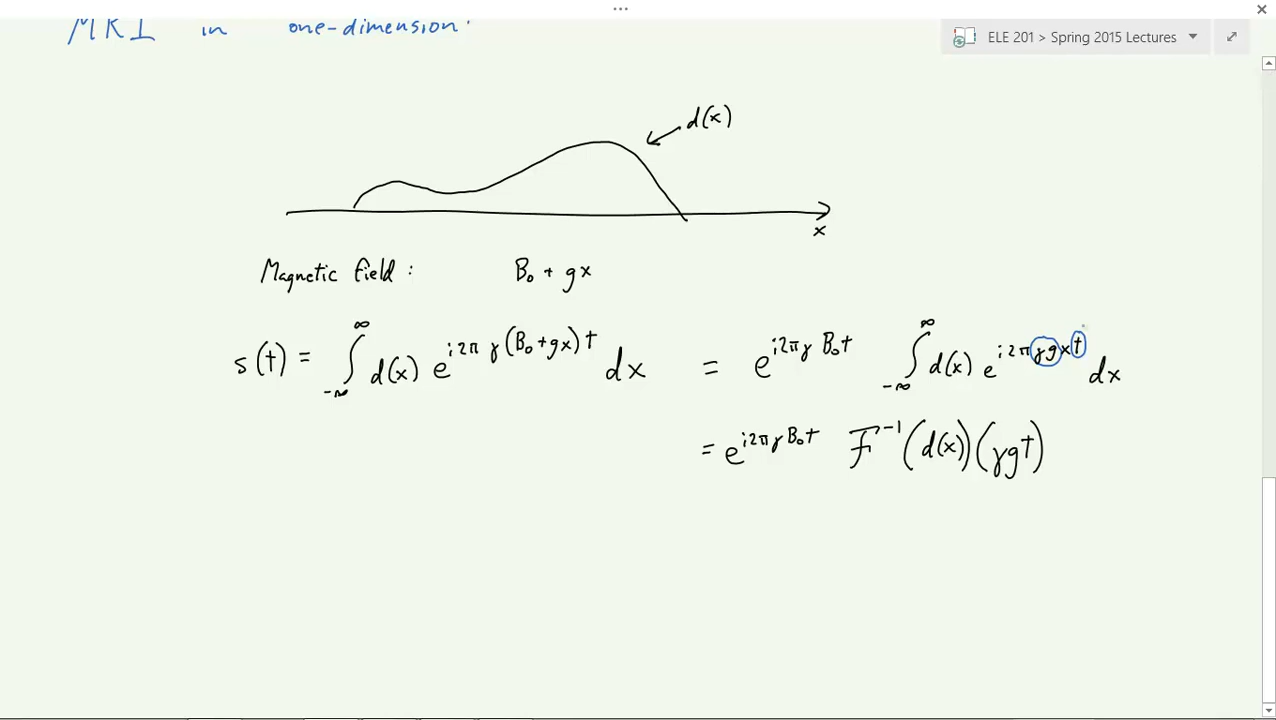 MRI in one-dimension:
ELE 201 > Spring 2015 Lectures
d(x)
x
Magnetic field: B₀ + gx
s(t) = ∫_{-∞}^{∞} d(x) e^{i2πγ(B₀+gx)t} dx = e^{i2πγB₀t} ∫_{-∞}^{∞} d(x) e^{i2πγgxt} dx
= e^{i2πγB₀t} F⁻¹(d(x))(γgt)